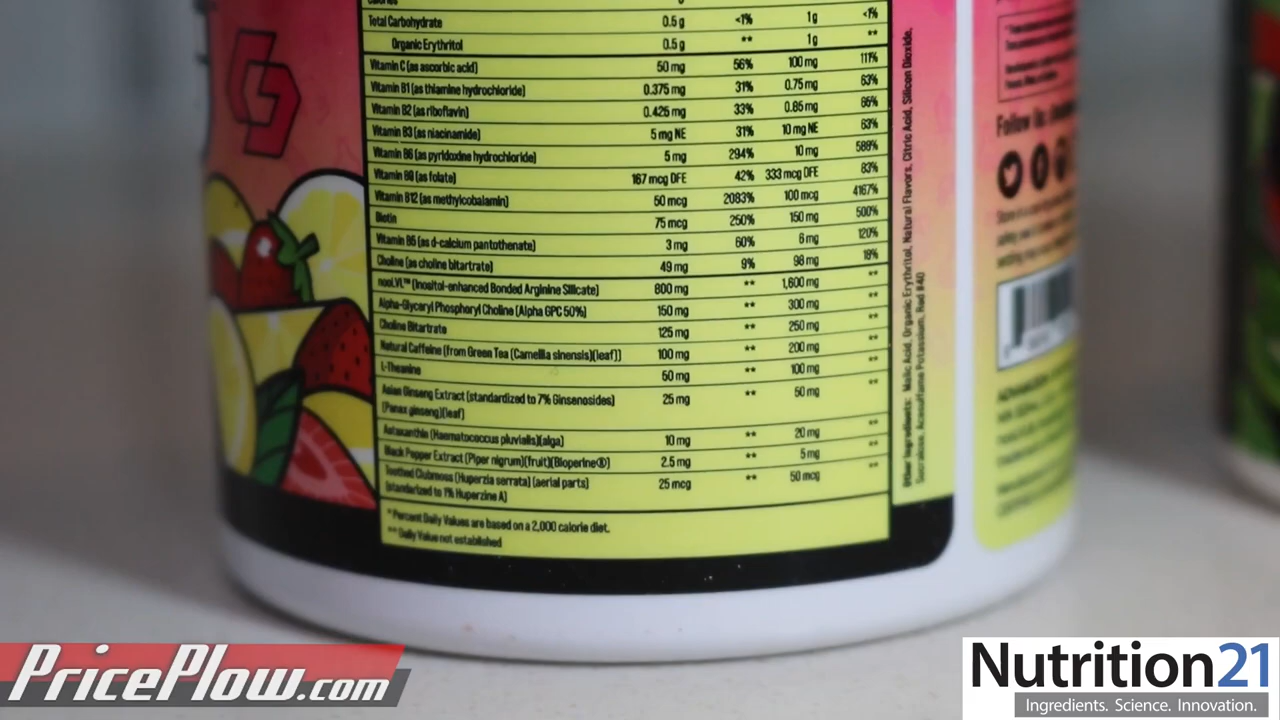 Calories
Total Carbohydrate 0.5 g <1% 1 g <1%
Organic Erythritol 0.5 g ** 1 g **
Vitamin C (as ascorbic acid) 50 mg 56% 100 mg 111%
Vitamin B1 (as thiamine hydrochloride) 0.375 mg 31% 0.75 mg 63%
Vitamin B2 (as riboflavin) 0.425 mg 33% 0.85 mg 65%
Vitamin B3 (as niacinamide) 5 mg NE 31% 10 mg NE 63%
Vitamin B6 (as pyridoxine hydrochloride) 5 mg 294% 10 mg 588%
Vitamin B9 (as folate) 167 mcg DFE 42% 333 mcg DFE 83%
Vitamin B12 (as methylcobalamin) 50 mcg 2083% 100 mcg 4167%
Biotin 75 mcg 250% 150 mg 500%
Vitamin B5 (as d-calcium pantothenate) 3 mg 60% 6 mg 120%
Choline (as choline bitartrate) 49 mg 9% 98 mg 18%
nooLVL™ (Inositol-enhanced Bonded Arginine Silicate) 800 mg ** 1,600 mg **
Alpha-Glyceryl Phosphoryl Choline (Alpha GPC 50%) 150 mg ** 300 mg **
Choline Bitartrate 125 mg ** 250 mg **
Natural Caffeine (from Green Tea (Camellia sinensis)(leaf)) 100 mg ** 200 mg **
L-Theanine 50 mg ** 100 mg **
Asian Ginseng Extract (standardized to 7% Ginsenosides) 25 mg ** 50 mg **
(Panax ginseng)(leaf)
Astaxanthin (Haematococcus pluvialis)(alga) 10 mg ** 20 mg **
Black Pepper Extract (Piper nigrum)(fruit)(Bioperine®) 2.5 mg ** 5 mg **
Toothed Clubmoss (Huperzia serrata) (aerial parts) 25 mcg ** 50 mcg **
(standarized to 1% Huperzine A)
* Percent Daily Values are based on a 2,000 calorie diet.
** Daily Value not established
Other Ingredients: Malic Acid, Organic Erythritol, Natural Flavors, Citric Acid, Silicon Dioxide,
Sucralose, Acesulfame Potassium, Red #40
Follow Us:
PricePlow.com
Nutrition21
Ingredients. Science. Innovation.